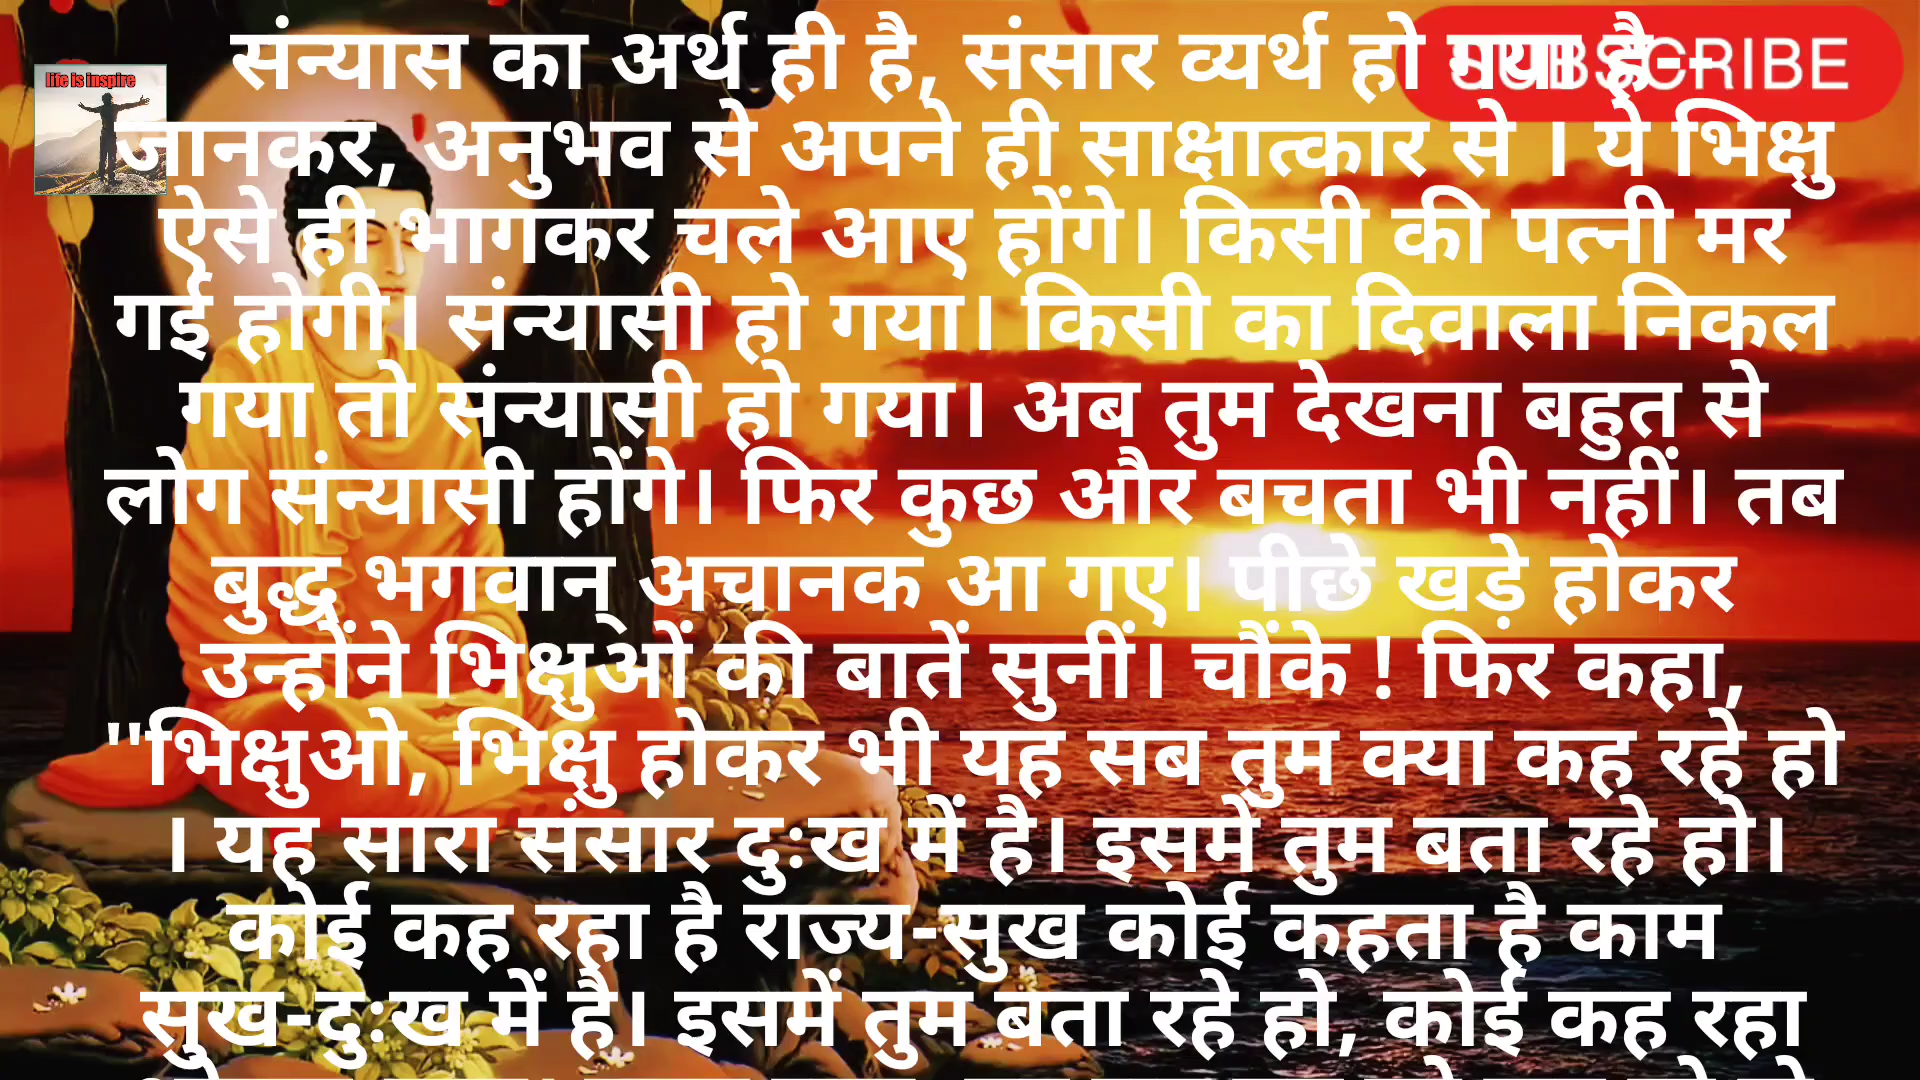 संन्यास का अर्थ ही है, संसार व्यर्थ हो गया है--
SUBSCRIBE
life is inspire
जानकर, अनुभव से अपने ही साक्षात्कार से । ये भिक्षु
ऐसे ही भागकर चले आए होंगे। किसी की पत्नी मर
गई होगी। संन्यासी हो गया। किसी का दिवाला निकल
गया तो संन्यासी हो गया। अब तुम देखना बहुत से
लोग संन्यासी होंगे। फिर कुछ और बचता भी नहीं। तब
बुद्ध भगवान् अचानक आ गए। पीछे खड़े होकर
उन्होंने भिक्षुओं की बातें सुनीं। चौंके ! फिर कहा,
"भिक्षुओ, भिक्षु होकर भी यह सब तुम क्या कह रहे हो
। यह सारा संसार दुःख में है। इसमें तुम बता रहे हो।
कोई कह रहा है राज्य-सुख कोई कहता है काम
सुख-दुःख में है। इसमें तुम बता रहे हो, कोई कह रहा